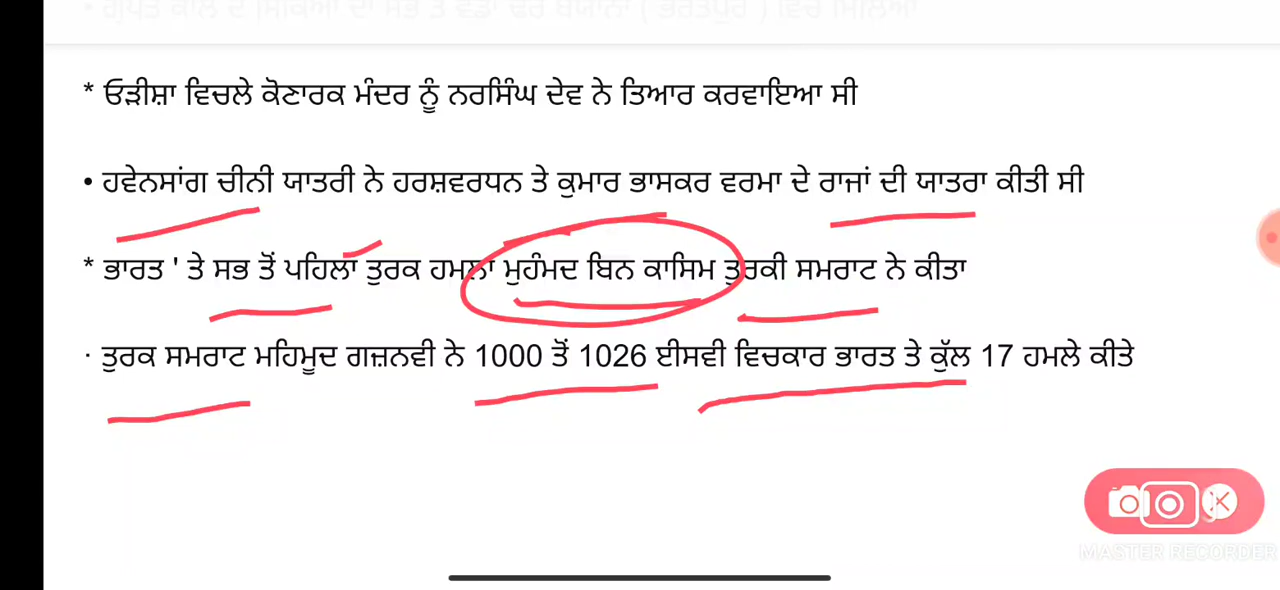 * ਓੜੀਸ਼ਾ ਵਿਚਲੇ ਕੋਣਾਰਕ ਮੰਦਰ ਨੂੰ ਨਰਸਿੰਘ ਦੇਵ ਨੇ ਤਿਆਰ ਕਰਵਾਇਆ ਸੀ
• ਹਵੇਨਸਾਂਗ ਚੀਨੀ ਯਾਤਰੀ ਨੇ ਹਰਸ਼ਵਰਧਨ ਤੇ ਕੁਮਾਰ ਭਾਸਕਰ ਵਰਮਾ ਦੇ ਰਾਜਾਂ ਦੀ ਯਾਤਰਾ ਕੀਤੀ ਸੀ
* ਭਾਰਤ ' ਤੇ ਸਭ ਤੋਂ ਪਹਿਲਾ ਤੁਰਕ ਹਮਲਾ ਮੁਹੰਮਦ ਬਿਨ ਕਾਸਿਮ ਤੁਰਕੀ ਸਮਰਾਟ ਨੇ ਕੀਤਾ
· ਤੁਰਕ ਸਮਰਾਟ ਮਹਿਮੂਦ ਗਜ਼ਨਵੀ ਨੇ 1000 ਤੋਂ 1026 ਈਸਵੀ ਵਿਚਕਾਰ ਭਾਰਤ ਤੇ ਕੁੱਲ 17 ਹਮਲੇ ਕੀਤੇ
MASTER RECORDER